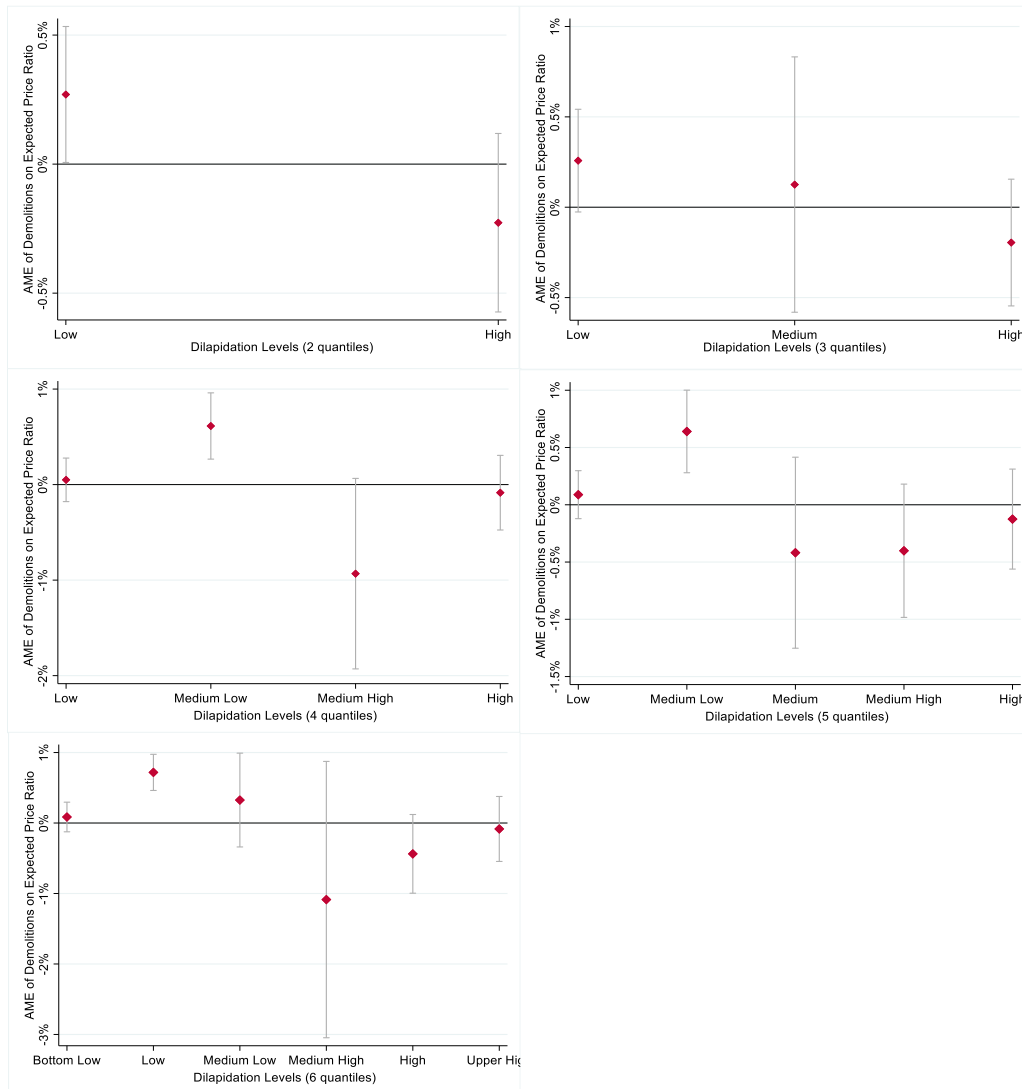 AME of Demolitions on Expected Price Ratio
0.5%
0%
-0.5%
Low
High
Dilapidation Levels (2 quantiles)
AME of Demolitions on Expected Price Ratio
1%
0.5%
0%
-0.5%
Low
Medium
High
Dilapidation Levels (3 quantiles)
AME of Demolitions on Expected Price Ratio
1%
0%
-1%
-2%
Low
Medium Low
Medium High
High
Dilapidation Levels (4 quantiles)
AME of Demolitions on Expected Price Ratio
1%
0.5%
0%
-0.5%
-1%
-1.5%
Low
Medium Low
Medium
Medium High
High
Dilapidation Levels (5 quantiles)
AME of Demolitions on Expected Price Ratio
1%
0%
-1%
-2%
-3%
Bottom Low
Low
Medium Low
Medium High
High
Upper Hig
Dilapidation Levels (6 quantiles)